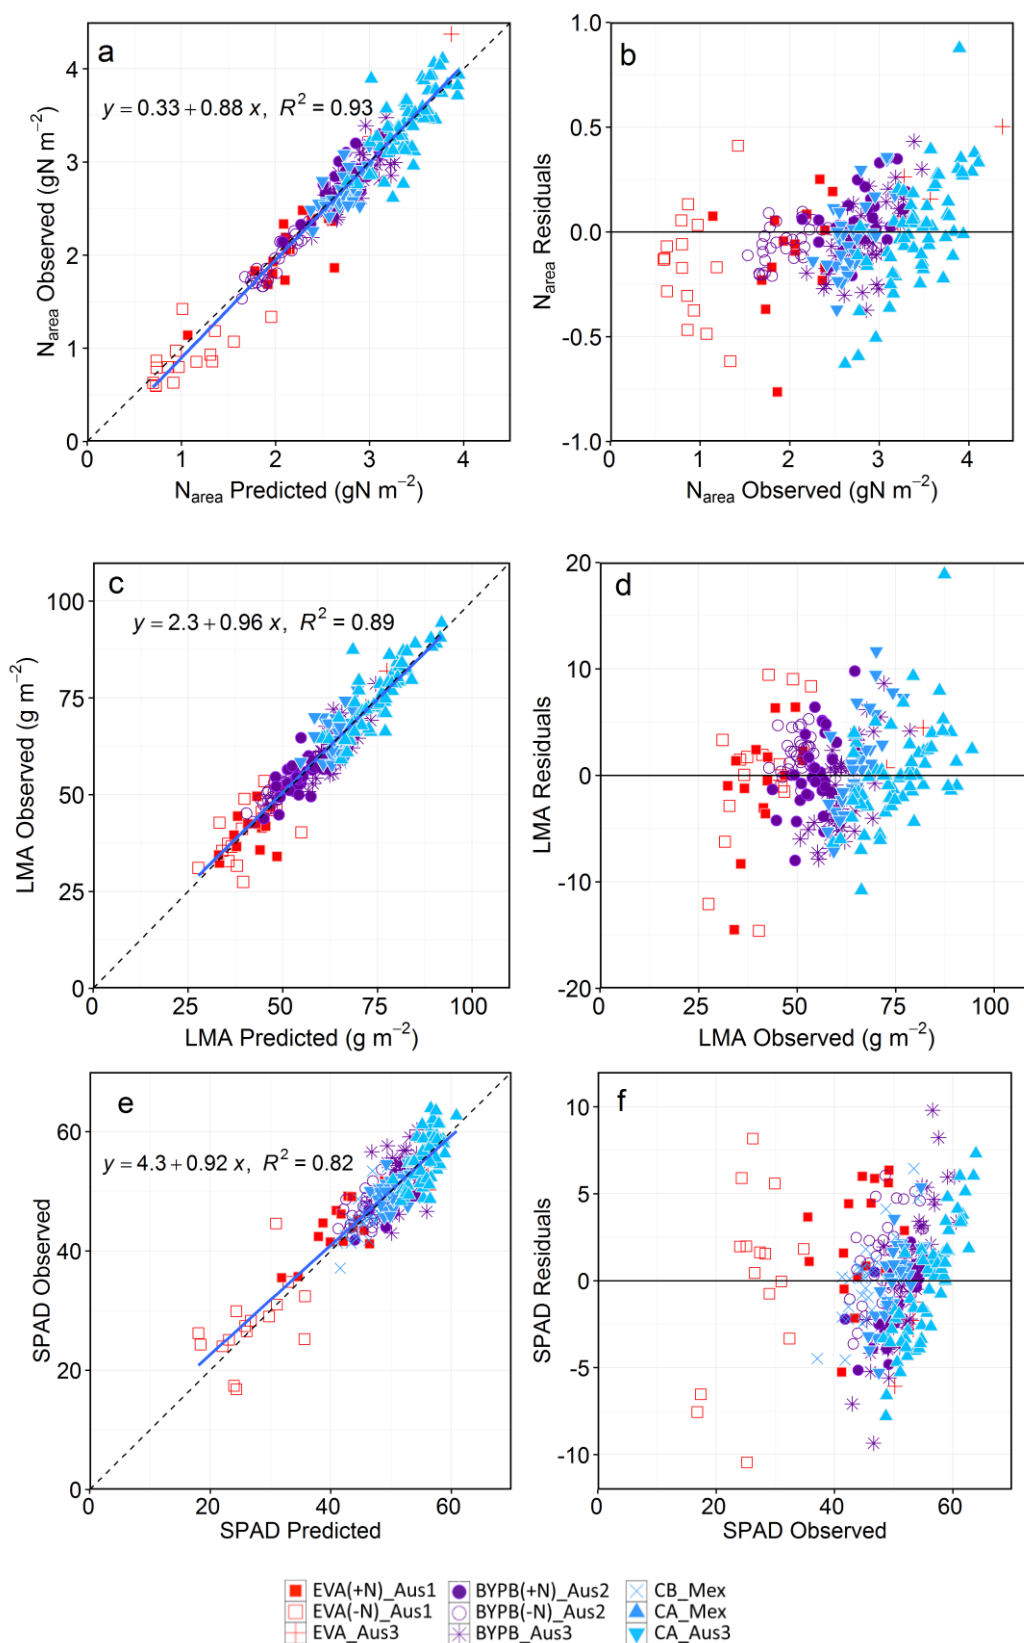 a
y = 0.33 + 0.88 x, R² = 0.93
N_area Observed (gN m⁻²)
4
3
2
1
0
0 1 2 3 4
N_area Predicted (gN m⁻²)
b
N_area Residuals
1.0
0.5
0.0
-0.5
-1.0
0 1 2 3 4
N_area Observed (gN m⁻²)
c
y = 2.3 + 0.96 x, R² = 0.89
LMA Observed (g m⁻²)
100
75
50
25
0
0 25 50 75 100
LMA Predicted (g m⁻²)
d
LMA Residuals
20
10
0
-10
-20
0 25 50 75 100
LMA Observed (g m⁻²)
e
y = 4.3 + 0.92 x, R² = 0.82
SPAD Observed
60
40
20
0
0 20 40 60
SPAD Predicted
f
SPAD Residuals
10
5
0
-5
-10
0 20 40 60
SPAD Observed
EVA(+N)_Aus1 BYPB(+N)_Aus2 CB_Mex
EVA(-N)_Aus1 BYPB(-N)_Aus2 CA_Mex
EVA_Aus3 BYPB_Aus3 CA_Aus3